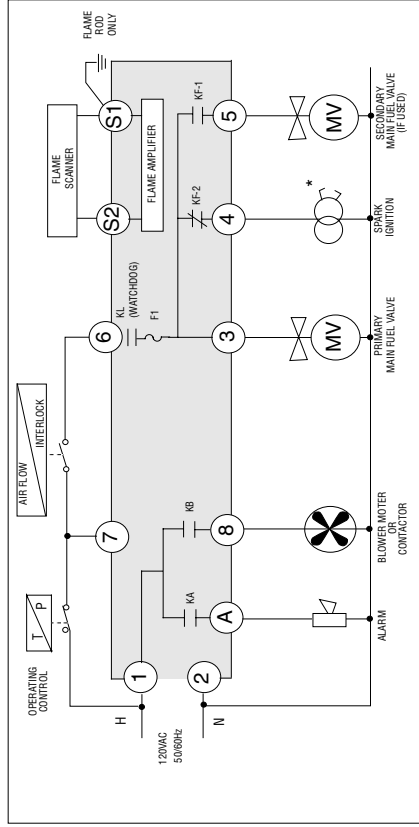 FLAME
ROD
ONLY
FLAME
SCANNER
S1
S2
FLAME AMPLIFIER
AIR FLOW
INTERLOCK
6
KL
(WATCHDOG)
F1
KF-2
KF-1
7
T
P
OPERATING
CONTROL
H
1
120VAC
50/60Hz
N
2
KA
KB
A
8
3
4
5
MV
*
MV
ALARM
BLOWER MOTER
OR
CONTACTOR
PRIMARY
MAIN FUEL VALVE
SPARK
IGNITION
SECONDARY
MAIN FUEL VALVE
(IF USED)